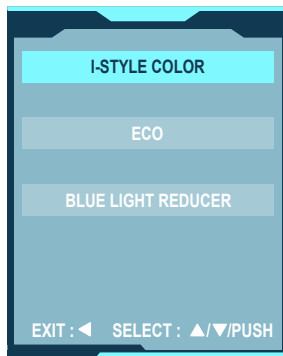 I-STYLE COLOR
ECO
BLUE LIGHT REDUCER
EXIT : ◀ SELECT : ▲/▼/PUSH